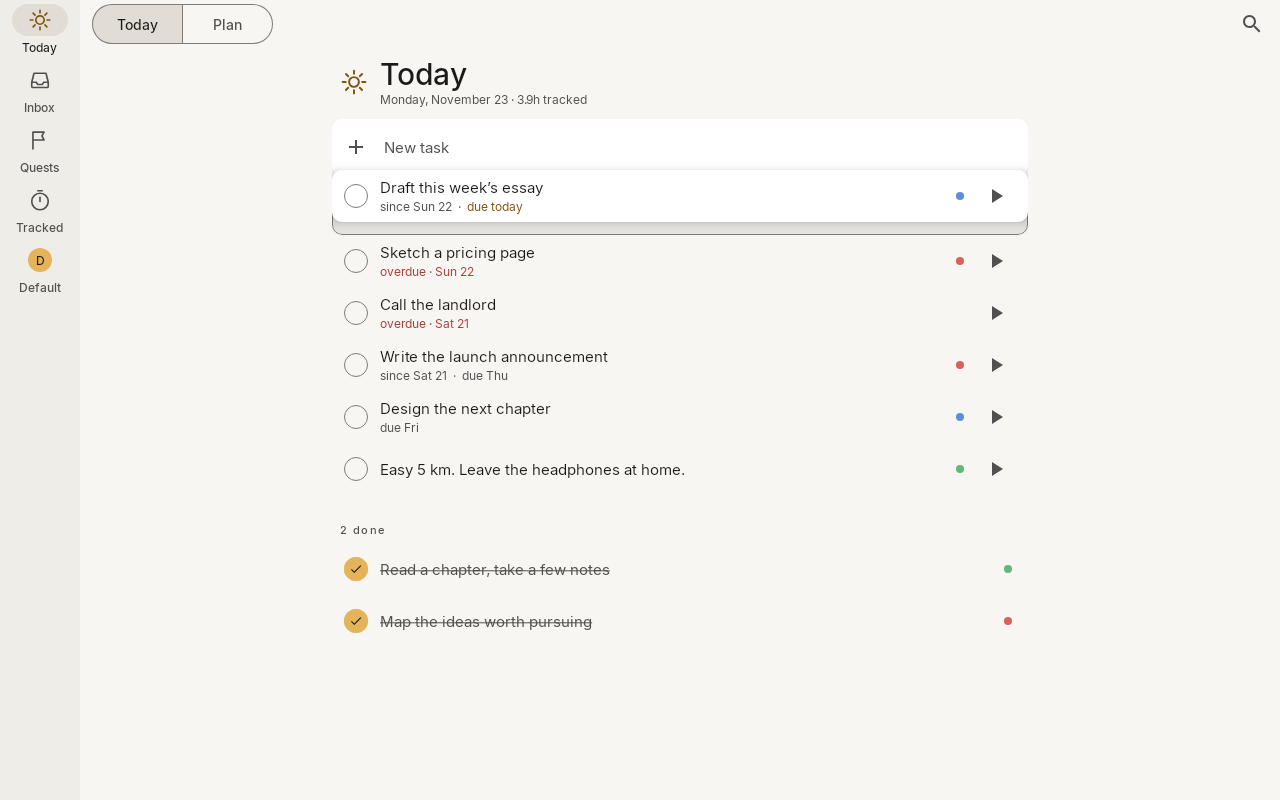 Today
Inbox
Quests
Tracked
D
Default
Today
Plan
Today
Monday, November 23 · 3.9h tracked
New task
Draft this week’s essay
since Sun 22 · due today
Sketch a pricing page
overdue · Sun 22
Call the landlord
overdue · Sat 21
Write the launch announcement
since Sat 21 · due Thu
Design the next chapter
due Fri
Easy 5 km. Leave the headphones at home.
2 done
Read a chapter, take a few notes
Map the ideas worth pursuing